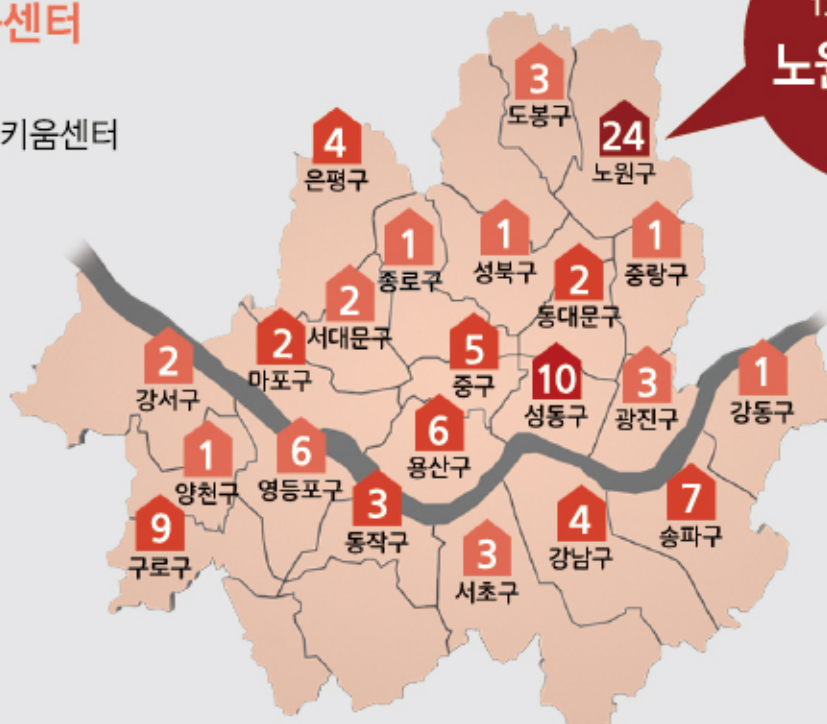 센터
키움센터
노원
3
도봉구
24
노원구
4
은평구
1
종로구
1
성북구
1
중랑구
2
서대문구
2
동대문구
2
강서구
2
마포구
5
중구
10
성동구
3
광진구
1
강동구
1
양천구
6
영등포구
6
용산구
9
구로구
3
동작구
3
서초구
4
강남구
7
송파구